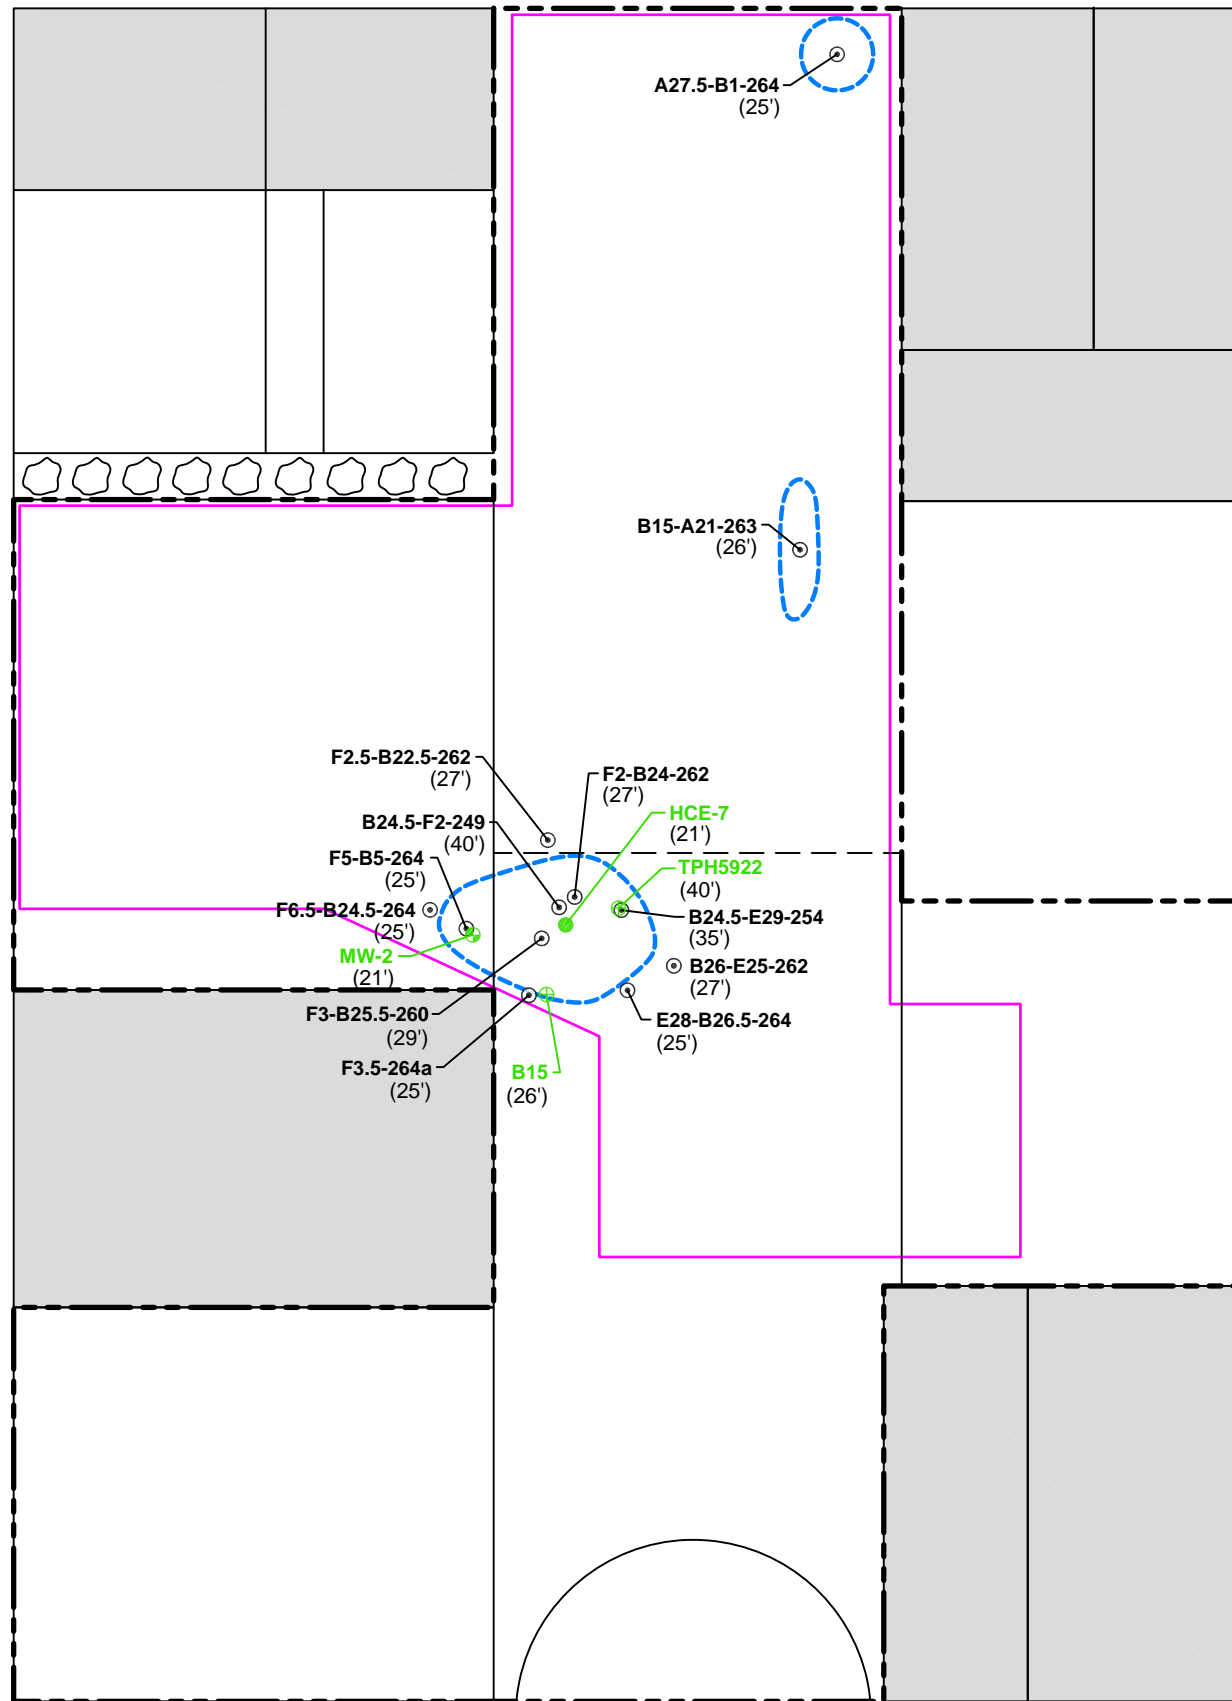 A27.5-B1-264
(25')
B15-A21-263
(26')
F2.5-B22.5-262
(27')
F2-B24-262
(27')
HCE-7
(21')
B24.5-F2-249
(40')
F5-B5-264
(25')
TPH5922
(40')
F6.5-B24.5-264
(25')
B24.5-E29-254
(35')
MW-2
(21')
B26-E25-262
(27')
F3-B25.5-260
(29')
E28-B26.5-264
(25')
F3.5-264a
(25')
B15
(26')